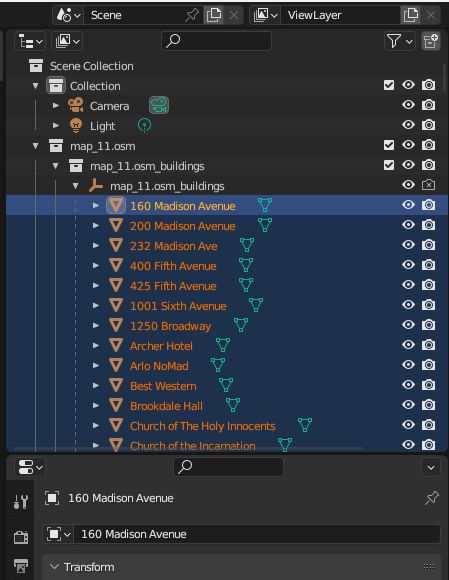 Scene
ViewLayer
Scene Collection
Collection
Camera
Light
map_11.osm
map_11.osm_buildings
map_11.osm_buildings
160 Madison Avenue
200 Madison Avenue
232 Madison Ave
400 Fifth Avenue
425 Fifth Avenue
1001 Sixth Avenue
1250 Broadway
Archer Hotel
Arlo NoMad
Best Western
Brookdale Hall
Church of The Holy Innocents
Church of the Incarnation
160 Madison Avenue
160 Madison Avenue
Transform